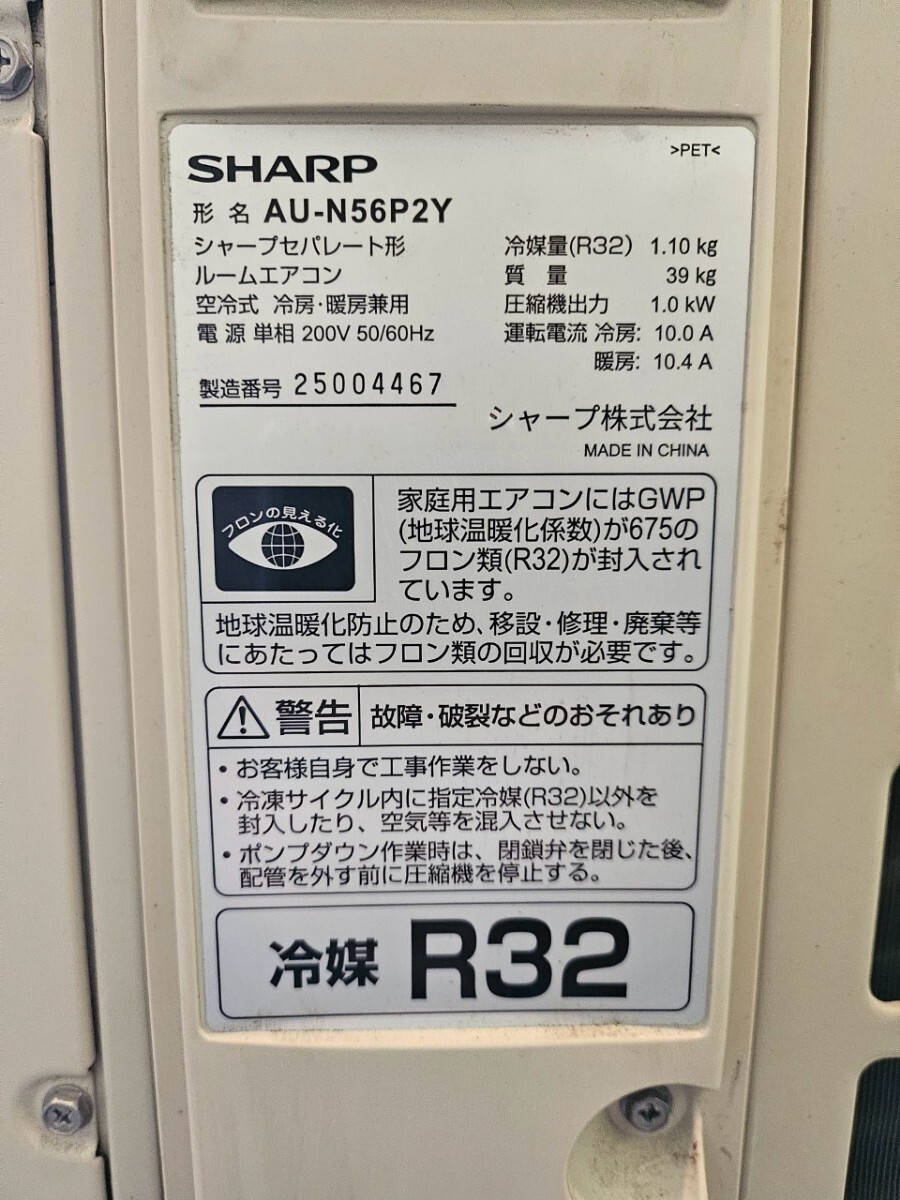 SHARP
>PET<
形名 AU-N56P2Y
シャープセパレート形
ルームエアコン
空冷式 冷房・暖房兼用
電源 単相 200V 50/60Hz
製造番号 25004467
冷媒量(R32) 1.10 kg
質量 39 kg
圧縮機出力 1.0 kW
運転電流 冷房: 10.0 A
暖房: 10.4 A
シャープ株式会社
MADE IN CHINA
フロンの見える化
家庭用エアコンにはGWP
(地球温暖化係数)が675の
フロン類(R32)が封入され
ています。
地球温暖化防止のため、移設・修理・廃棄等
にあたってはフロン類の回収が必要です。
警告 故障・破裂などのおそれあり
・お客様自身で工事作業をしない。
・冷凍サイクル内に指定冷媒(R32)以外を
封入したり、空気等を混入させない。
・ポンプダウン作業時は、閉鎖弁を閉じた後、
配管を外す前に圧縮機を停止する。
冷媒 R32